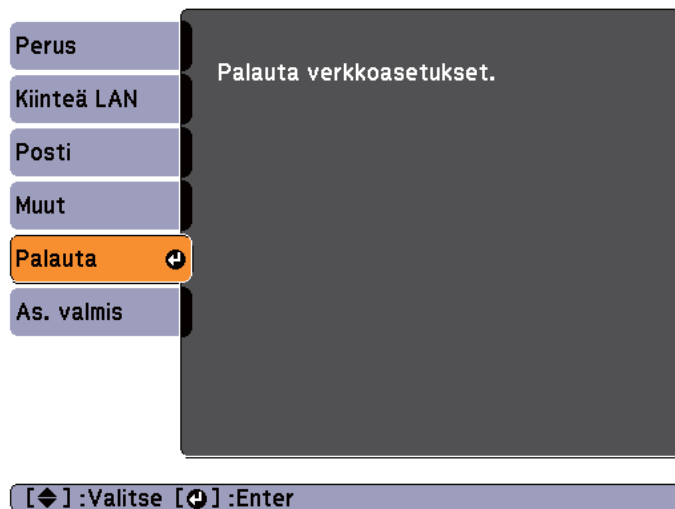 Perus
Kiinteä LAN
Posti
Muut
Palauta
As. valmis
Palauta verkkoasetukset.
[◆] :Valitse [⏎] :Enter